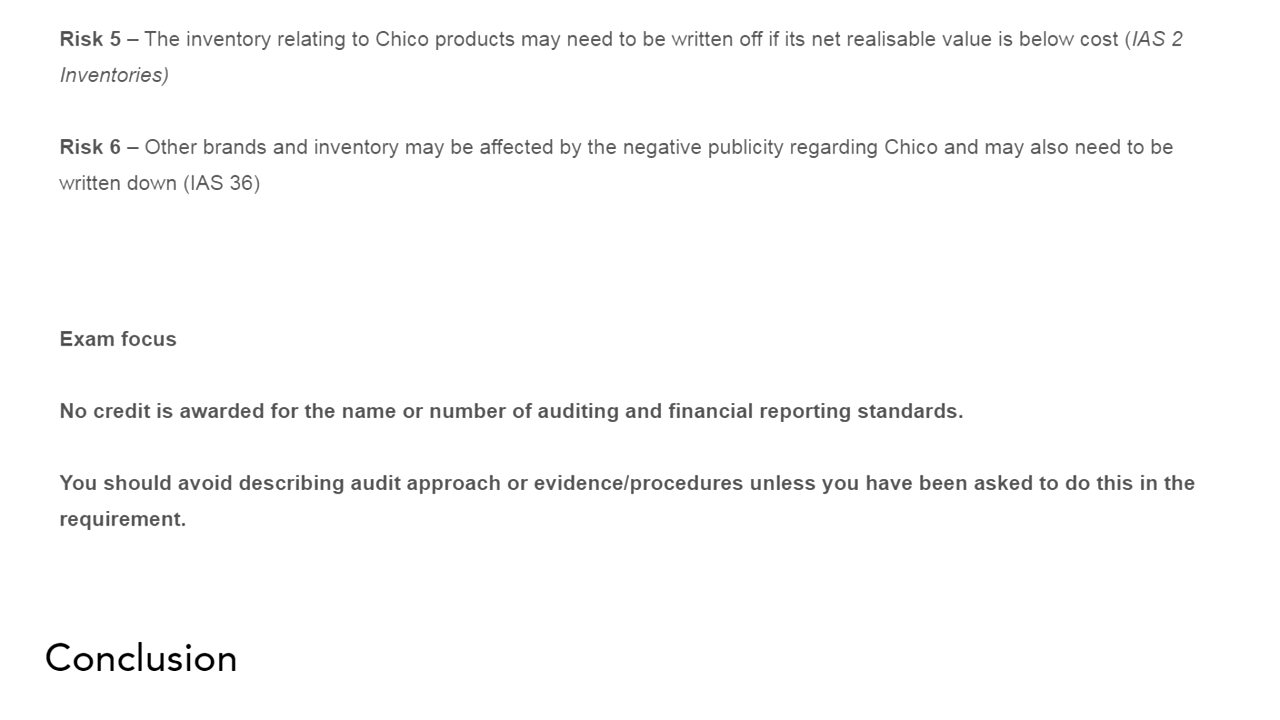 Risk 5 – The inventory relating to Chico products may need to be written off if its net realisable value is below cost (IAS 2
Inventories)
Risk 6 – Other brands and inventory may be affected by the negative publicity regarding Chico and may also need to be
written down (IAS 36)
Exam focus
No credit is awarded for the name or number of auditing and financial reporting standards.
You should avoid describing audit approach or evidence/procedures unless you have been asked to do this in the
requirement.
Conclusion